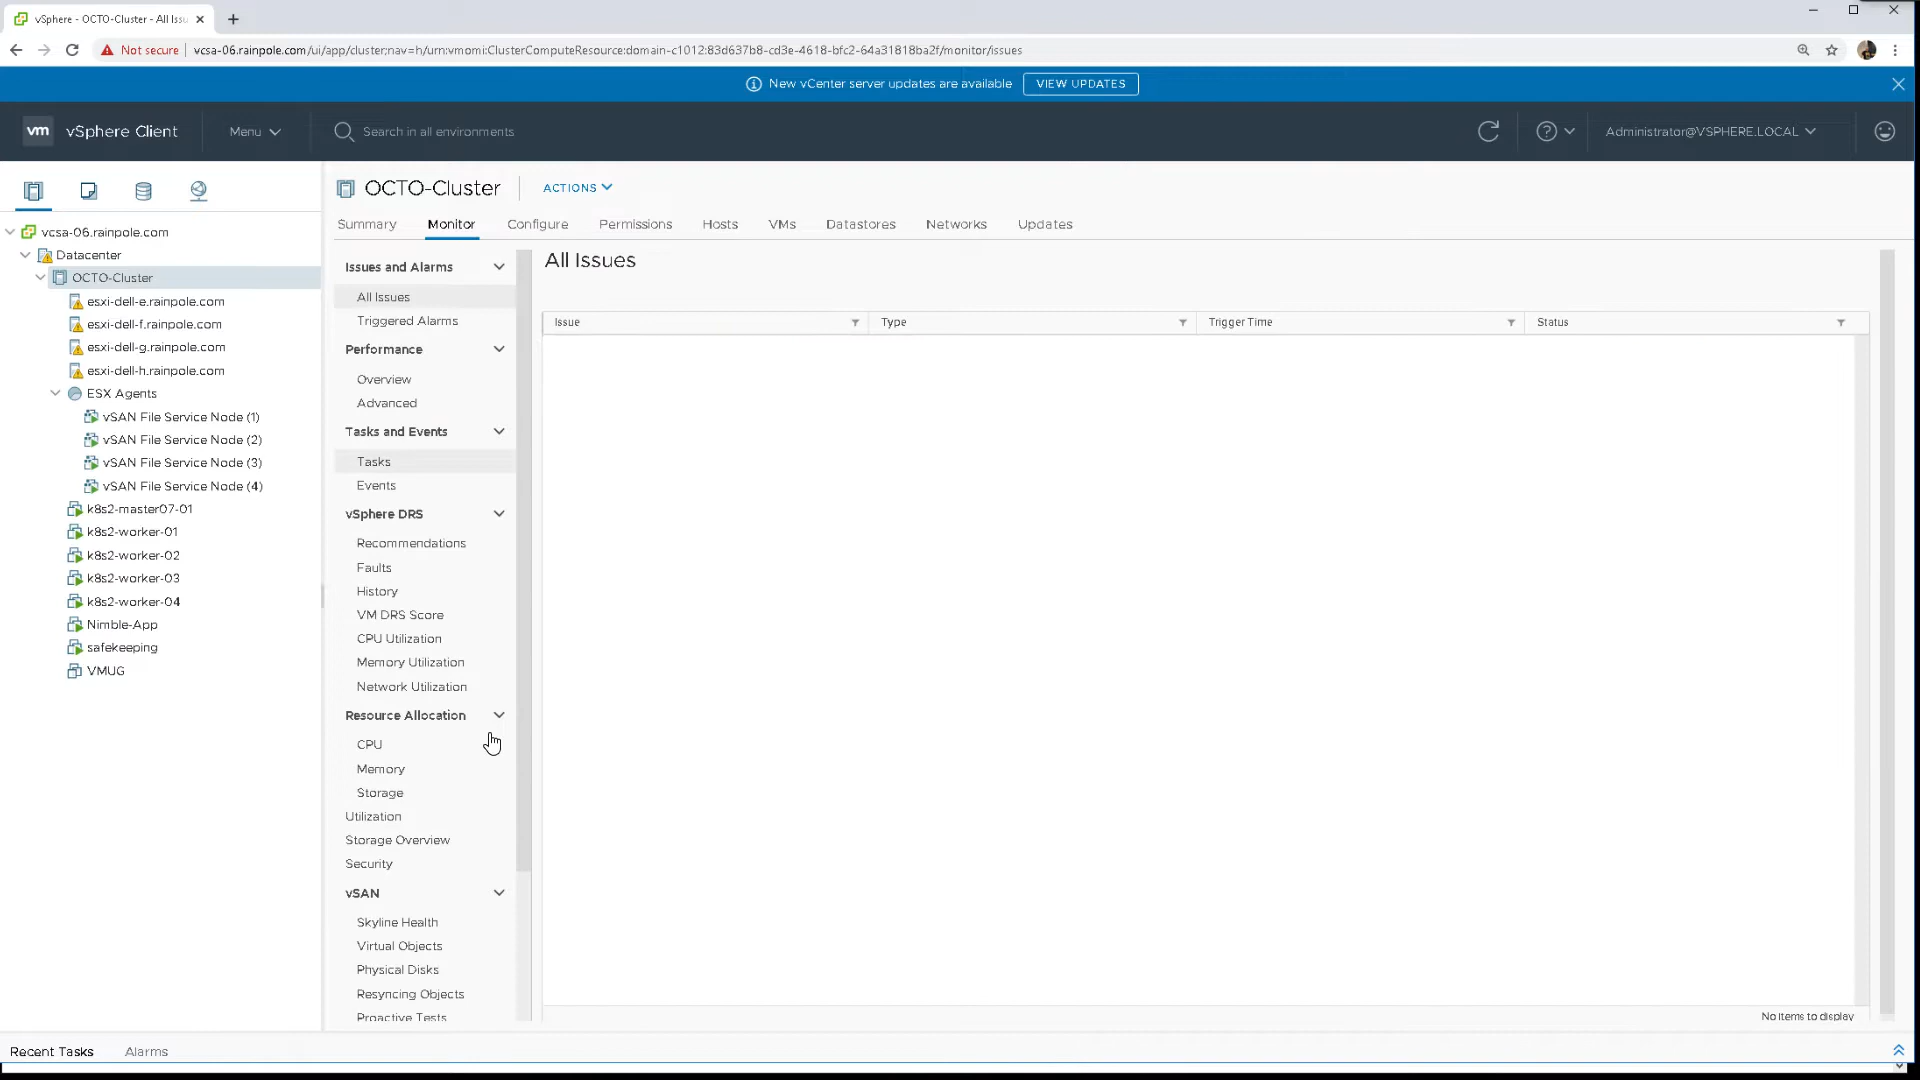 vSphere - OCTO-Cluster - All Issu
Not secure
vcsa-06.rainpole.com/ui/app/cluster;nav=h/urn:vmomi:ClusterComputeResource:domain-c1012:83d637b8-cd3e-4618-bfc2-64a31818ba2f/monitor/issues
New vCenter server updates are available
VIEW UPDATES
vm
vSphere Client
Menu
Search in all environments
Administrator@VSPHERE.LOCAL
vcsa-06.rainpole.com
Datacenter
OCTO-Cluster
esxi-dell-e.rainpole.com
esxi-dell-f.rainpole.com
esxi-dell-g.rainpole.com
esxi-dell-h.rainpole.com
ESX Agents
vSAN File Service Node (1)
vSAN File Service Node (2)
vSAN File Service Node (3)
vSAN File Service Node (4)
k8s2-master07-01
k8s2-worker-01
k8s2-worker-02
k8s2-worker-03
k8s2-worker-04
Nimble-App
safekeeping
VMUG
OCTO-Cluster
ACTIONS
Summary
Monitor
Configure
Permissions
Hosts
VMs
Datastores
Networks
Updates
Issues and Alarms
All Issues
Triggered Alarms
Performance
Overview
Advanced
Tasks and Events
Tasks
Events
vSphere DRS
Recommendations
Faults
History
VM DRS Score
CPU Utilization
Memory Utilization
Network Utilization
Resource Allocation
CPU
Memory
Storage
Utilization
Storage Overview
Security
vSAN
Skyline Health
Virtual Objects
Physical Disks
Resyncing Objects
Proactive Tests
All Issues
Issue
Type
Trigger Time
Status
No items to display
Recent Tasks
Alarms